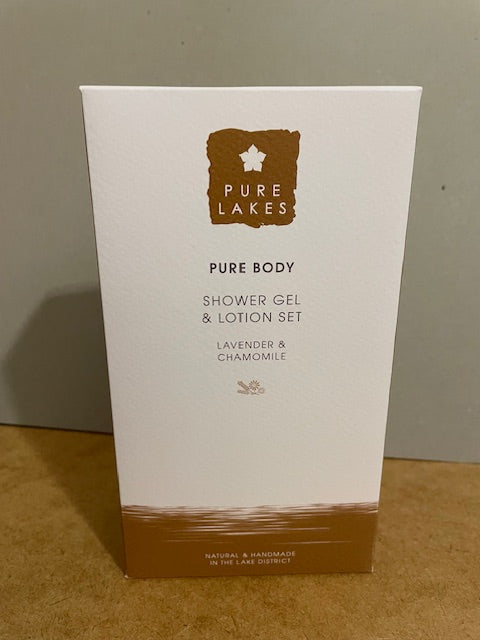 PURE
LAKES
PURE BODY
SHOWER GEL
& LOTION SET
LAVENDER &
CHAMOMILE
NATURAL & HANDMADE
IN THE LAKE DISTRICT